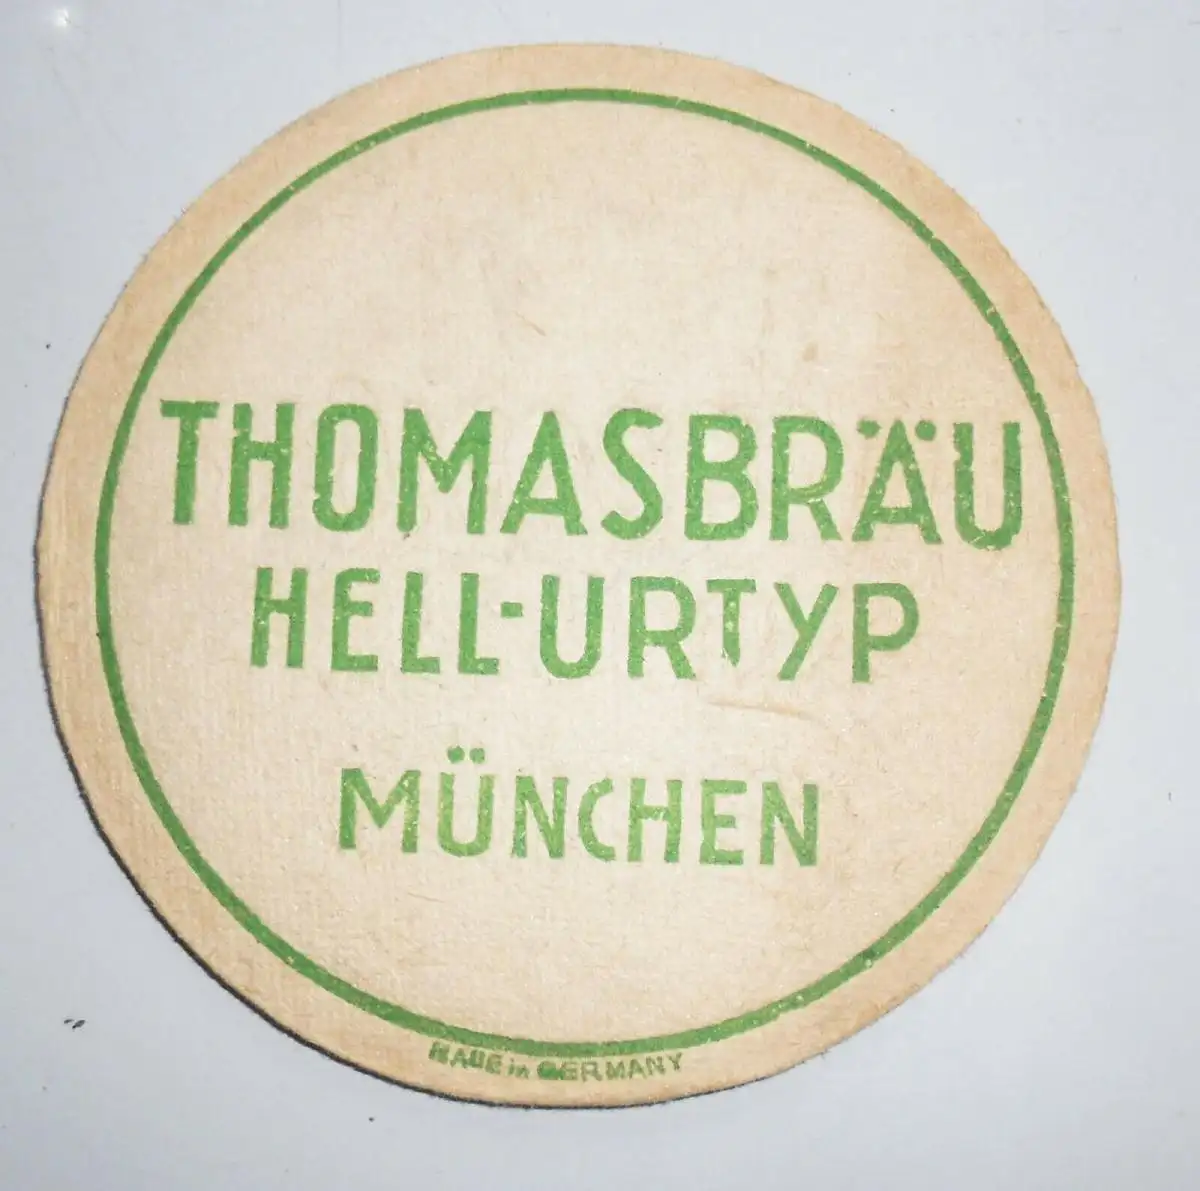 THOMASBRÄU
HELL-URTYP
MÜNCHEN
MADE in GERMANY